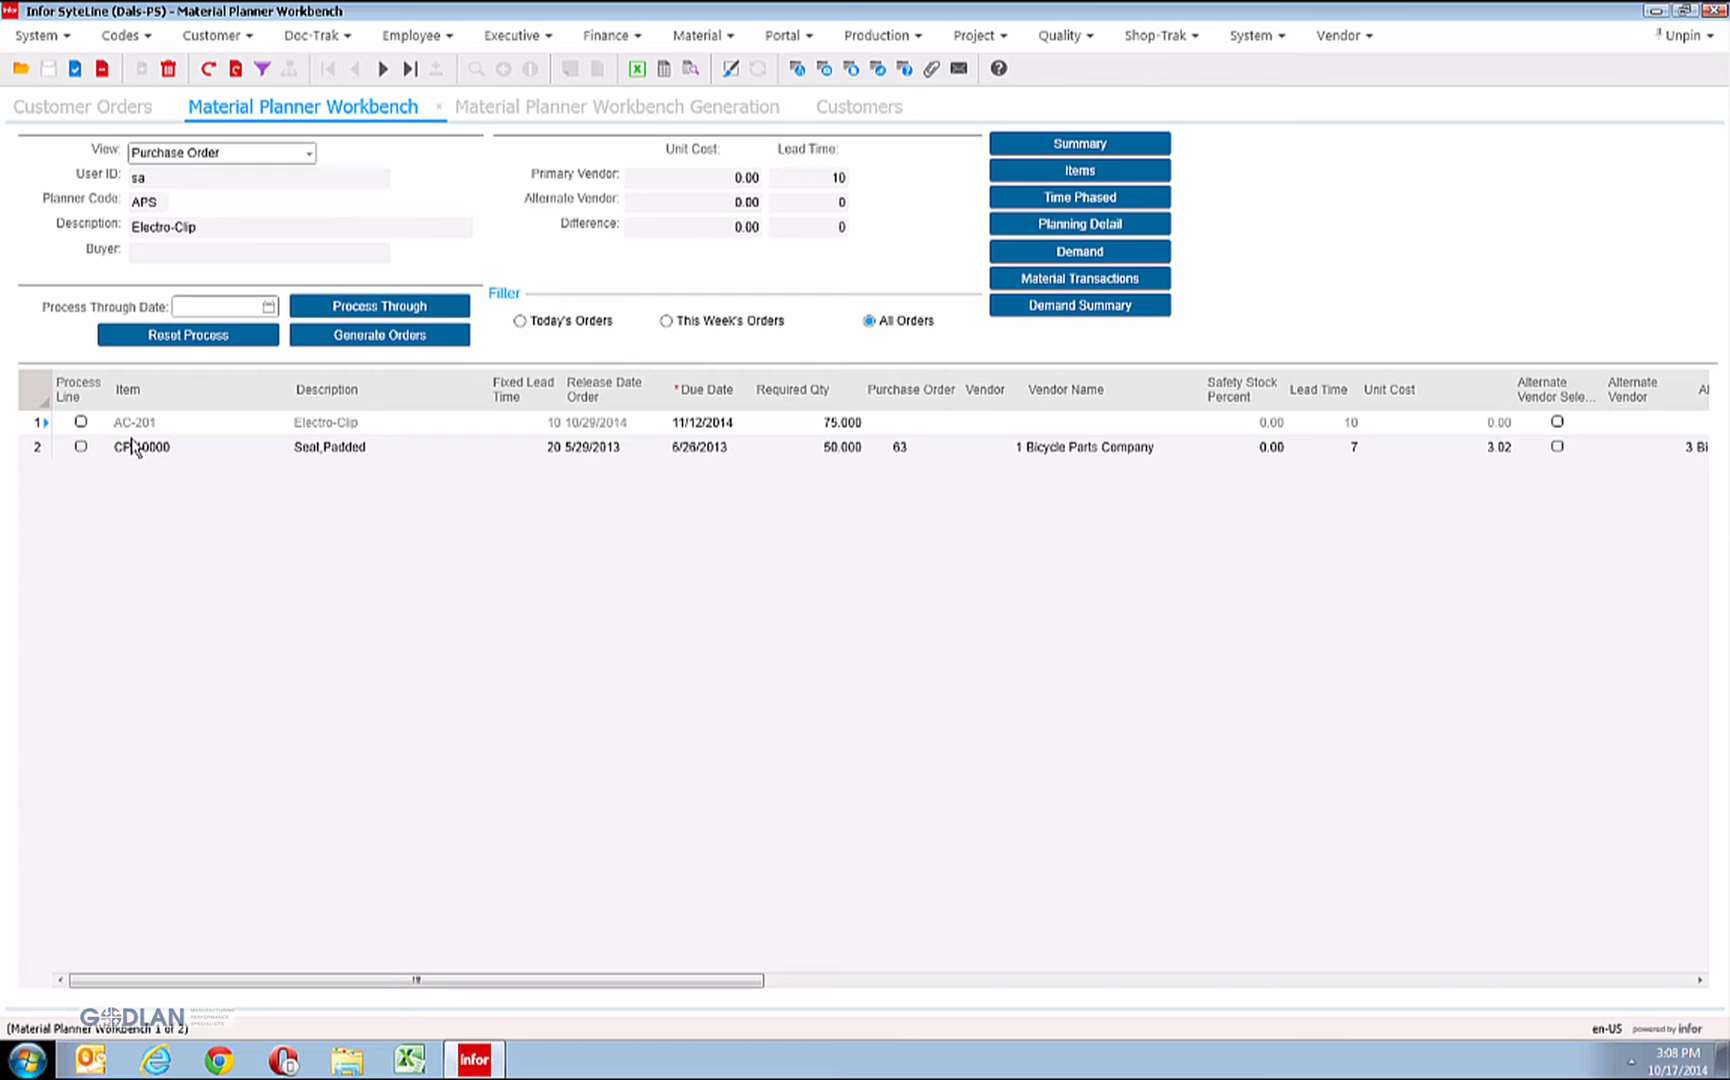 Infor SyteLine (Dals-PS) - Material Planner Workbench
System Codes Customer Doc-Trak Employee Executive Finance Material Portal Production Project Quality Shop-Trak System Vendor Unpin
Customer Orders Material Planner Workbench × Material Planner Workbench Generation Customers
View: Purchase Order
User ID: sa
Planner Code: APS
Description: Electro-Clip
Buyer:
Unit Cost: Lead Time:
Primary Vendor: 0.00 10
Alternate Vendor: 0.00 0
Difference: 0.00 0
Summary
Items
Time Phased
Planning Detail
Demand
Material Transactions
Demand Summary
Process Through Date: Process Through
Reset Process Generate Orders
Filter
Today's Orders This Week's Orders All Orders
Process Line Item Description Fixed Lead Time Release Date Order *Due Date Required Qty Purchase Order Vendor Vendor Name Safety Stock Percent Lead Time Unit Cost Alternate Vendor Sele... Alternate Vendor Al
1 AC-201 Electro-Clip 10 10/29/2014 11/12/2014 75.000 0.00 10 0.00
2 Seal,Padded 20 5/29/2013 6/26/2013 50.000 63 1 Bicycle Parts Company 0.00 7 3.02 3 Bi
GODLAN MANUFACTURING PERFORMANCE SPECIALISTS
(Material Planner Workbench 1 of 2)
en-US powered by infor
infor
3:08 PM
10/17/2014